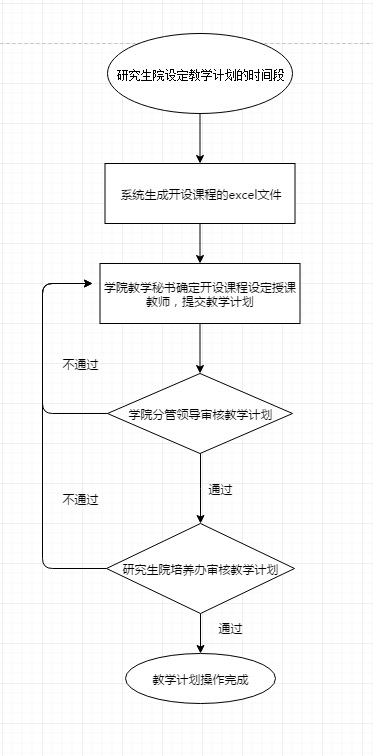 研究生院设定教学计划的时间段
系统生成开设课程的excel文件
学院教学秘书确定开设课程设定授课
教师，提交教学计划
不通过
学院分管领导审核教学计划
通过
不通过
研究生院培养办审核教学计划
通过
教学计划操作完成